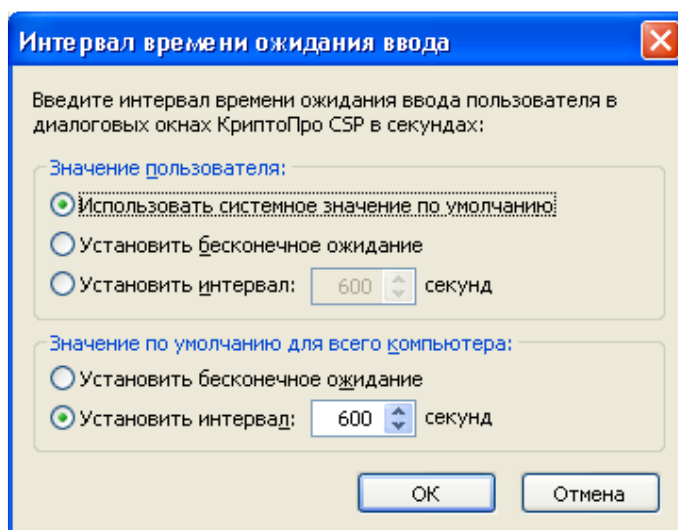 Интервал времени ожидания ввода
Введите интервал времени ожидания ввода пользователя в
диалоговых окнах КриптоПро CSP в секундах:
Значение пользователя:
Использовать системное значение по умолчанию
Установить бесконечное ожидание
Установить интервал: 600 секунд
Значение по умолчанию для всего компьютера:
Установить бесконечное ожидание
Установить интервал: 600 секунд
ОК Отмена